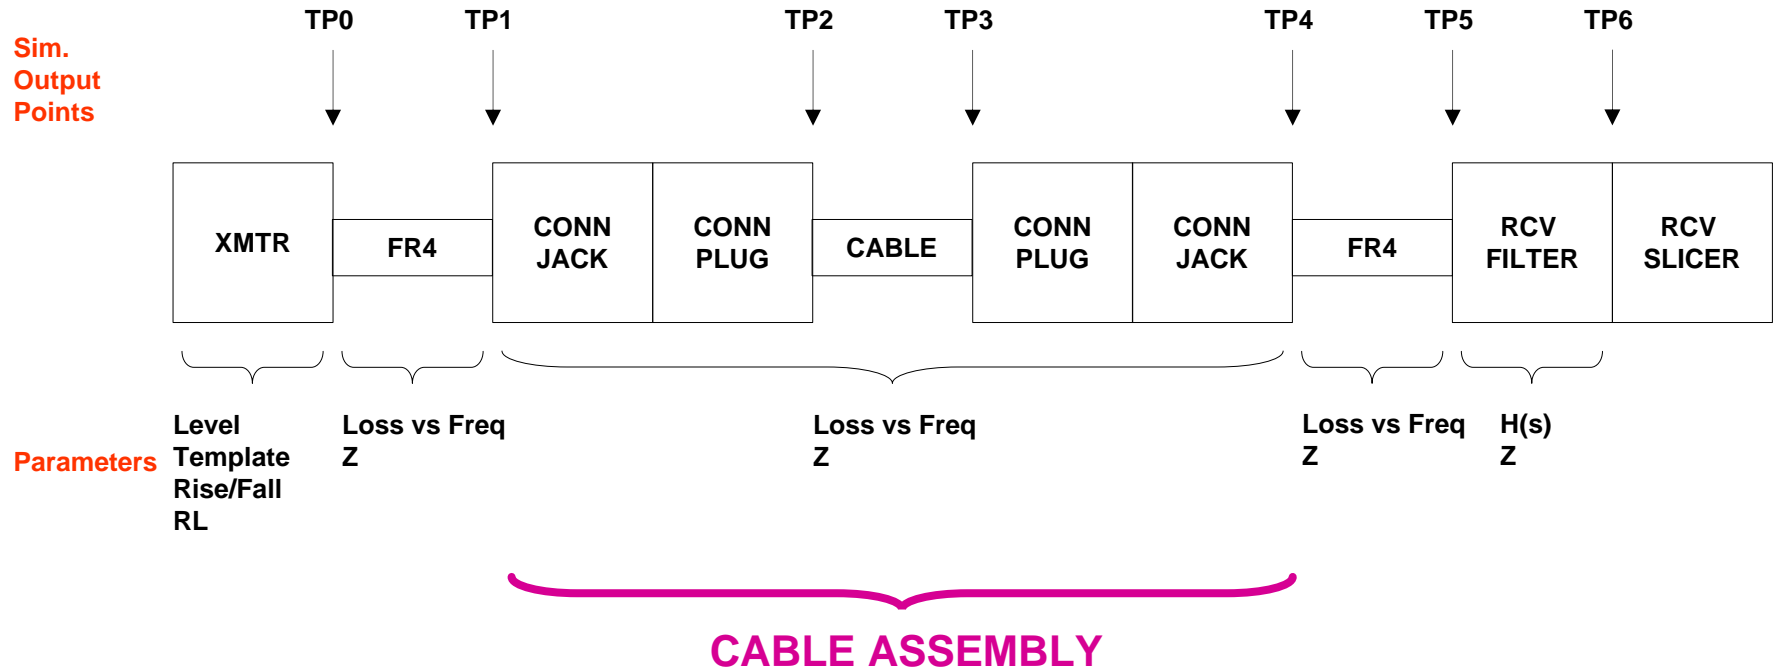 TP0 TP1 TP2 TP3 TP4 TP5 TP6
Sim.
Output
Points
XMTR
FR4
CONN
JACK
CONN
PLUG
CABLE
CONN
PLUG
CONN
JACK
FR4
RCV
FILTER
RCV
SLICER
Parameters
Level
Template
Rise/Fall
RL
Loss vs Freq
Z
Loss vs Freq
Z
Loss vs Freq
Z
H(s)
Z
CABLE ASSEMBLY